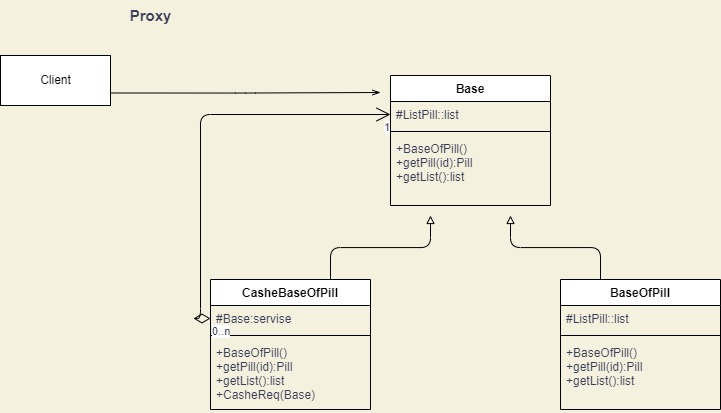 Proxy
Client
Base
#ListPill::list
1
+BaseOfPill()
+getPill(id):Pill
+getList():list
CasheBaseOfPill
#Base:servise
0..n
+BaseOfPill()
+getPill(id):Pill
+getList():list
+CasheReq(Base)
BaseOfPill
#ListPill::list
+BaseOfPill()
+getPill(id):Pill
+getList():list